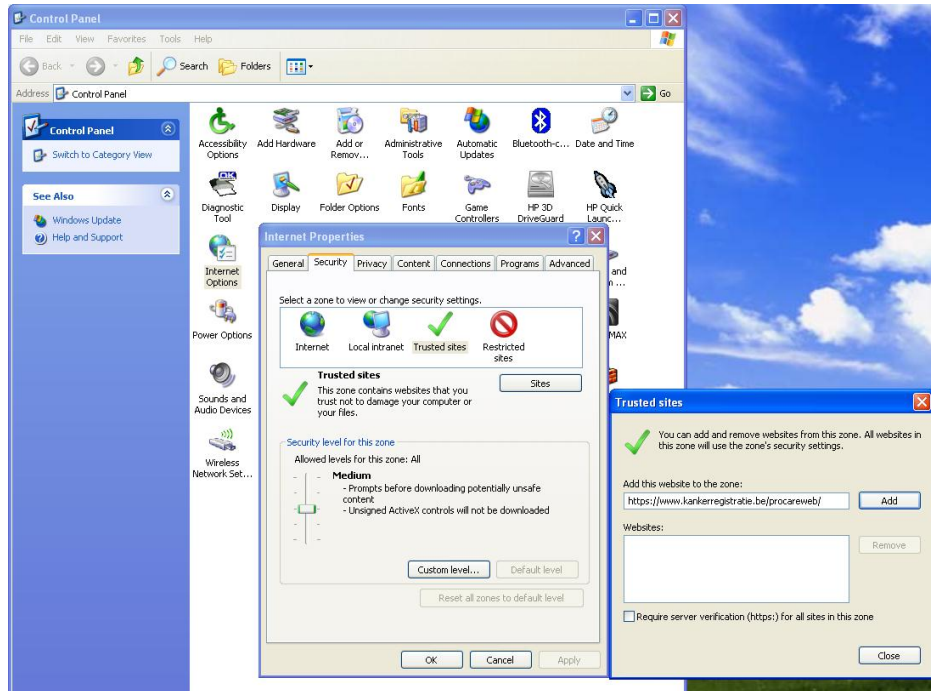 Control Panel
File Edit View Favorites Tools Help
Back Search Folders
Address Control Panel Go
Control Panel
Switch to Category View
See Also
Windows Update
Help and Support
Accessibility Options
Add Hardware
Add or Remov...
Administrative Tools
Automatic Updates
Bluetooth-c...
Date and Time
Diagnostic Tool
Display
Folder Options
Fonts
Game Controllers
HP 3D DriveGuard
HP Quick Launc...
Internet Options
Power Options
Sounds and Audio Devices
Wireless Network Set...
and
MAX
Internet Properties
General Security Privacy Content Connections Programs Advanced
Select a zone to view or change security settings.
Internet
Local intranet
Trusted sites
Restricted sites
Trusted sites
This zone contains websites that you
trust not to damage your computer or
your files.
Sites
Security level for this zone
Allowed levels for this zone: All
Medium
- Prompts before downloading potentially unsafe
content
- Unsigned ActiveX controls will not be downloaded
Custom level... Default level
Reset all zones to default level
OK Cancel Apply
Trusted sites
You can add and remove websites from this zone. All websites in
this zone will use the zone's security settings.
Add this website to the zone:
https://www.kankerregistratie.be/procareweb/ Add
Websites:
Remove
Require server verification (https:) for all sites in this zone
Close